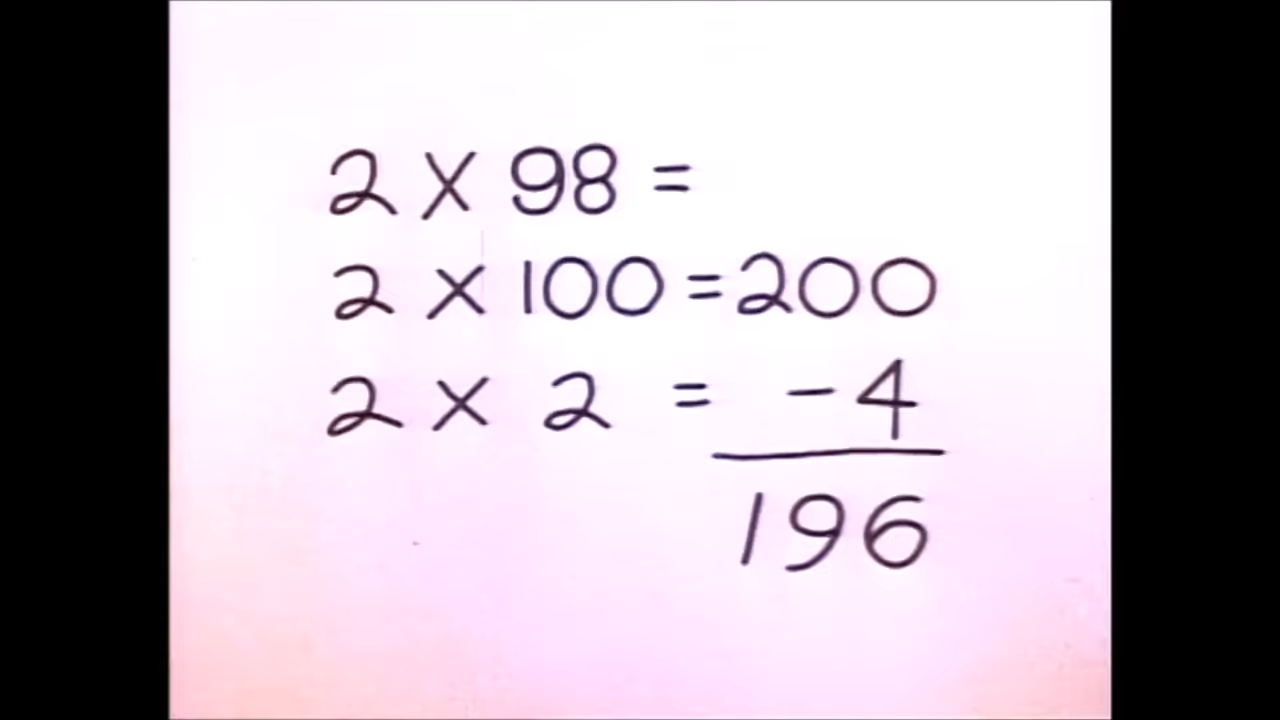 2 X 98 =
2 X 100 = 200
2 X 2 = -4
196